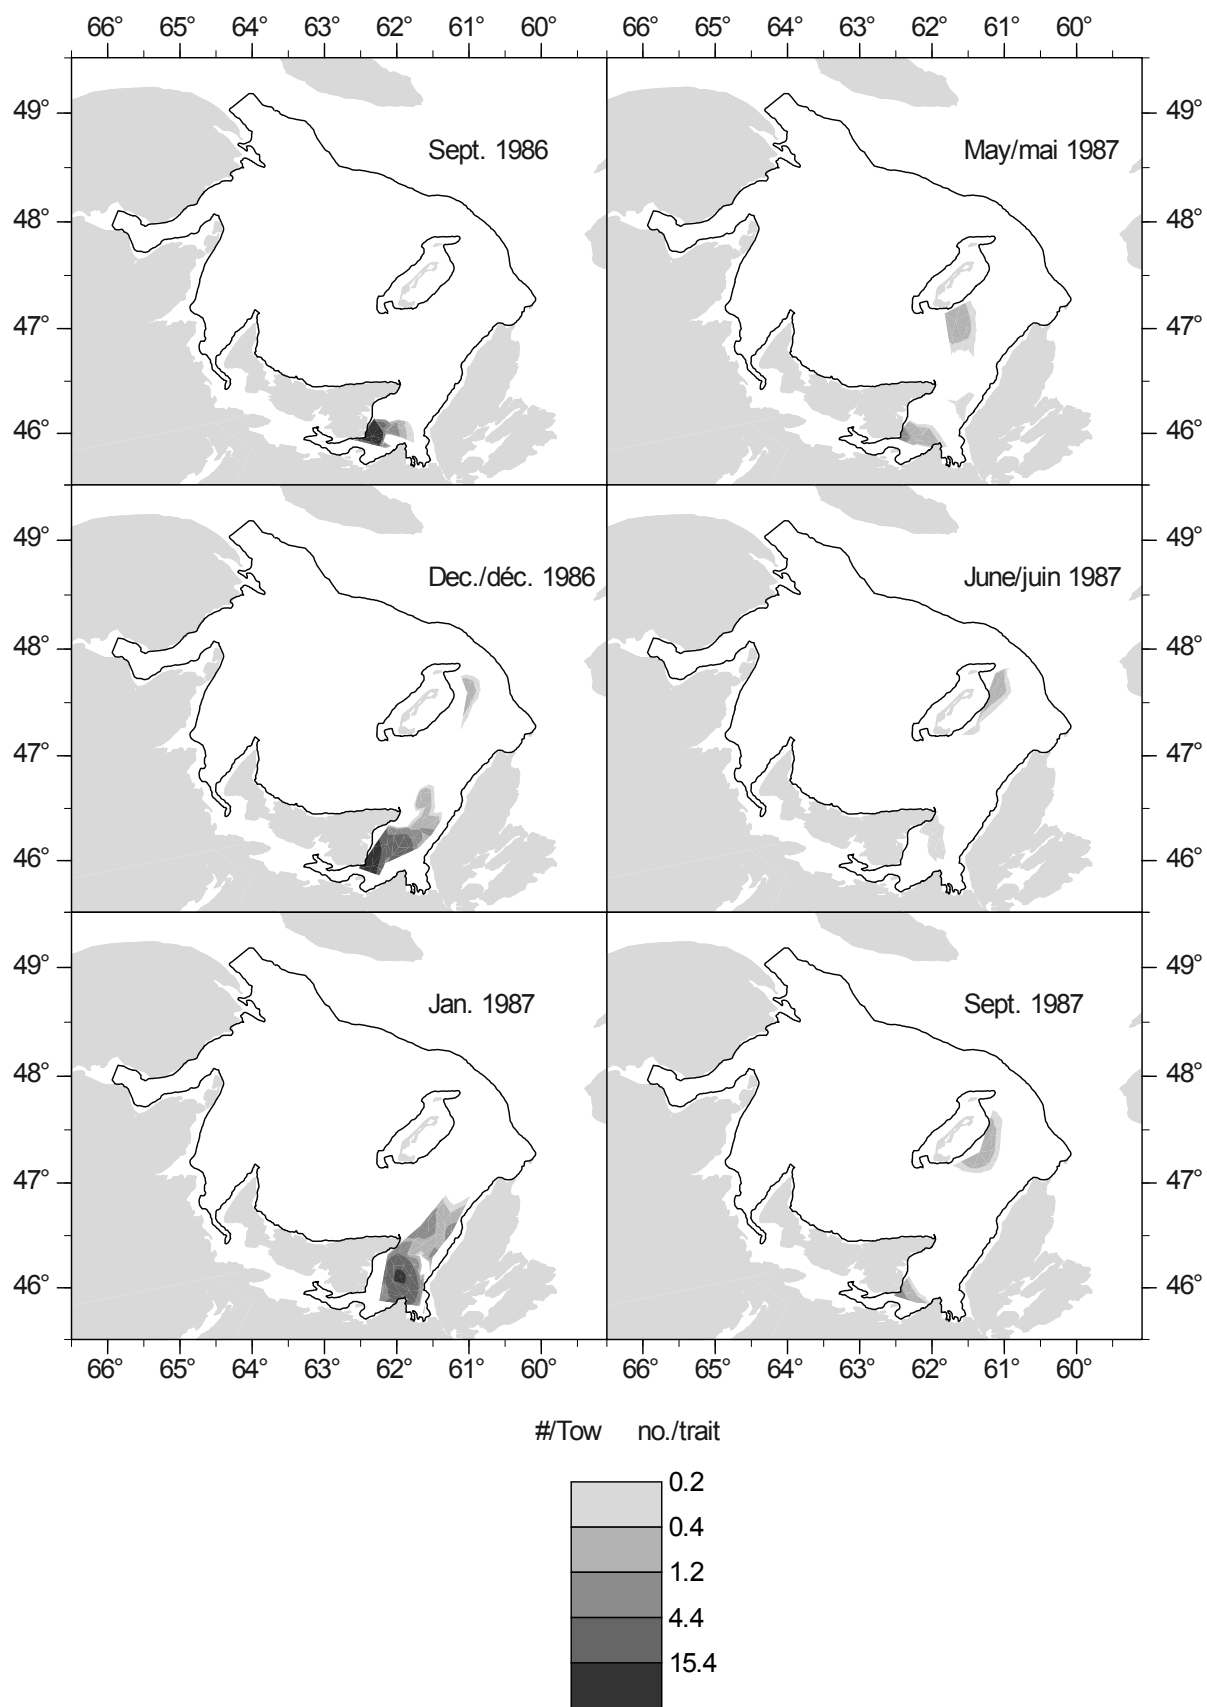 66° 65° 64° 63° 62° 61° 60° 66° 65° 64° 63° 62° 61° 60°
49° 49°
Sept. 1986 May/mai 1987
48° 48°
47° 47°
46° 46°
49° 49°
Dec./déc. 1986 June/juin 1987
48° 48°
47° 47°
46° 46°
49° 49°
Jan. 1987 Sept. 1987
48° 48°
47° 47°
46° 46°
66° 65° 64° 63° 62° 61° 60° 66° 65° 64° 63° 62° 61° 60°
#/Tow no./trait
0.2
0.4
1.2
4.4
15.4